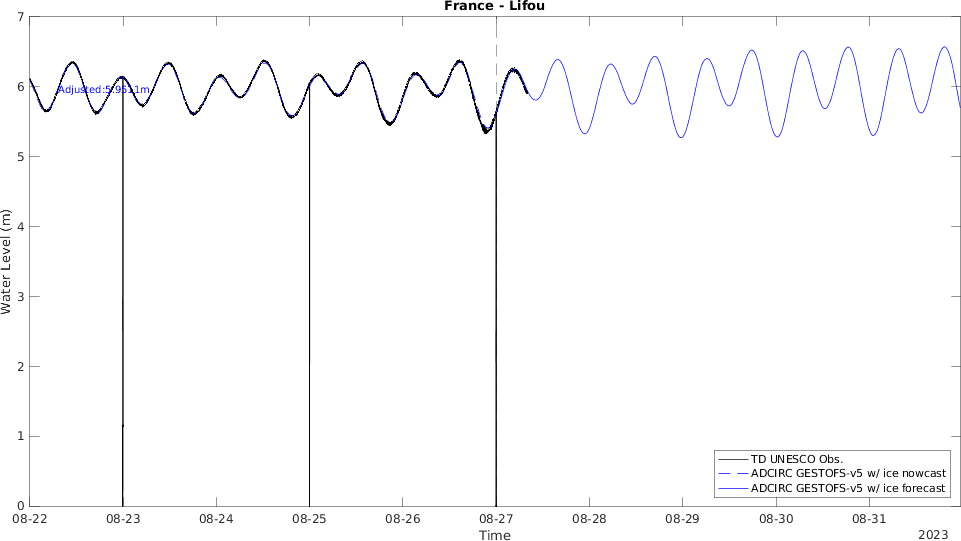 France - Lifou
7
6
5
4
3
2
1
0
Water Level (m)
Adjusted:5.9511m
TD UNESCO Obs.
ADCIRC GESTOFS-v5 w/ ice nowcast
ADCIRC GESTOFS-v5 w/ ice forecast
08-22 08-23 08-24 08-25 08-26 08-27 08-28 08-29 08-30 08-31
Time
2023